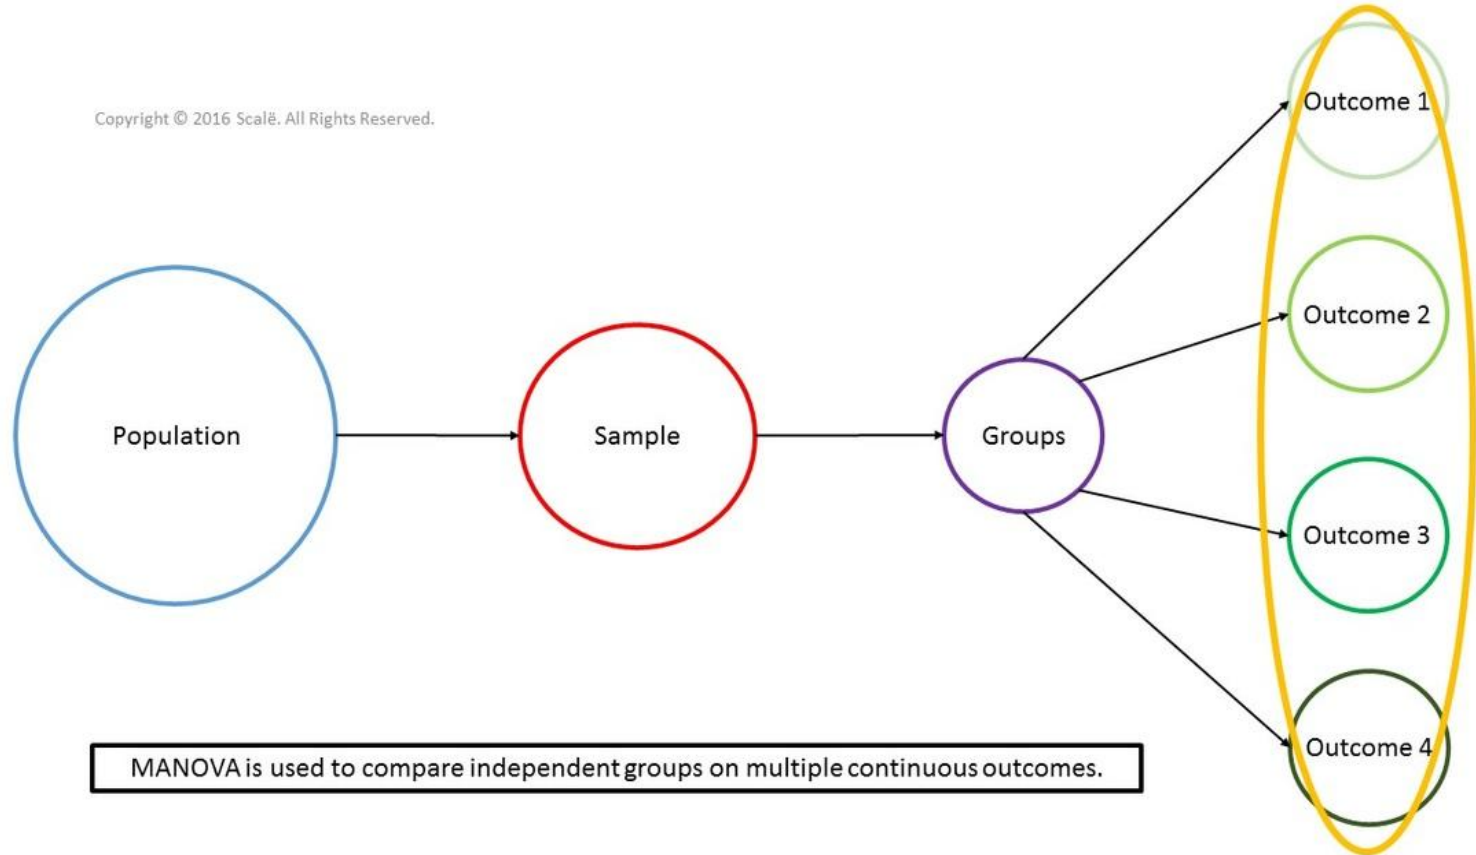 Copyright © 2016 Scalë. All Rights Reserved.
Outcome 1
Outcome 2
Population
Sample
Groups
Outcome 3
Outcome 4
MANOVA is used to compare independent groups on multiple continuous outcomes.